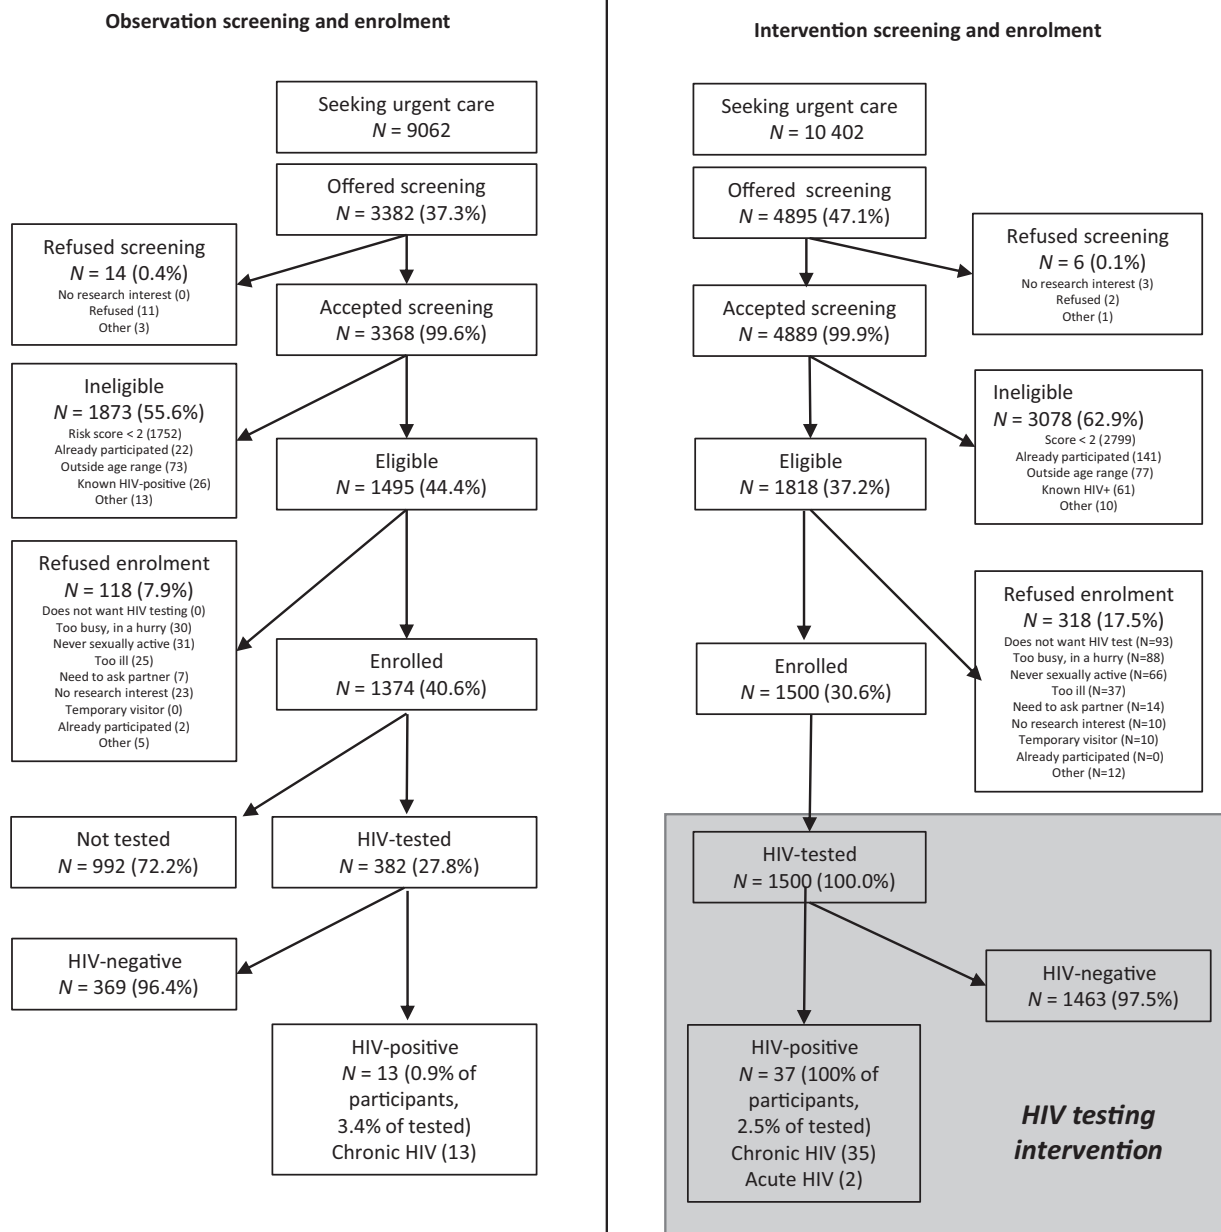 Observation screening and enrolment
Seeking urgent care
N = 9062
Offered screening
N = 3382 (37.3%)
Refused screening
N = 14 (0.4%)
No research interest (0)
Refused (11)
Other (3)
Accepted screening
N = 3368 (99.6%)
Ineligible
N = 1873 (55.6%)
Risk score < 2 (1752)
Already participated (22)
Outside age range (73)
Known HIV-positive (26)
Other (13)
Eligible
N = 1495 (44.4%)
Refused enrolment
N = 118 (7.9%)
Does not want HIV testing (0)
Too busy, in a hurry (30)
Never sexually active (31)
Too ill (25)
Need to ask partner (7)
No research interest (23)
Temporary visitor (0)
Already participated (2)
Other (5)
Enrolled
N = 1374 (40.6%)
Not tested
N = 992 (72.2%)
HIV-tested
N = 382 (27.8%)
HIV-negative
N = 369 (96.4%)
HIV-positive
N = 13 (0.9% of
participants,
3.4% of tested)
Chronic HIV (13)
Intervention screening and enrolment
Seeking urgent care
N = 10 402
Offered screening
N = 4895 (47.1%)
Refused screening
N = 6 (0.1%)
No research interest (3)
Refused (2)
Other (1)
Accepted screening
N = 4889 (99.9%)
Ineligible
N = 3078 (62.9%)
Score < 2 (2799)
Already participated (141)
Outside age range (77)
Known HIV+ (61)
Other (10)
Eligible
N = 1818 (37.2%)
Refused enrolment
N = 318 (17.5%)
Does not want HIV test (N=93)
Too busy, in a hurry (N=88)
Never sexually active (N=66)
Too ill (N=37)
Need to ask partner (N=14)
No research interest (N=10)
Temporary visitor (N=10)
Already participated (N=0)
Other (N=12)
Enrolled
N = 1500 (30.6%)
HIV-tested
N = 1500 (100.0%)
HIV-negative
N = 1463 (97.5%)
HIV-positive
N = 37 (100% of
participants,
2.5% of tested)
Chronic HIV (35)
Acute HIV (2)
HIV testing
intervention